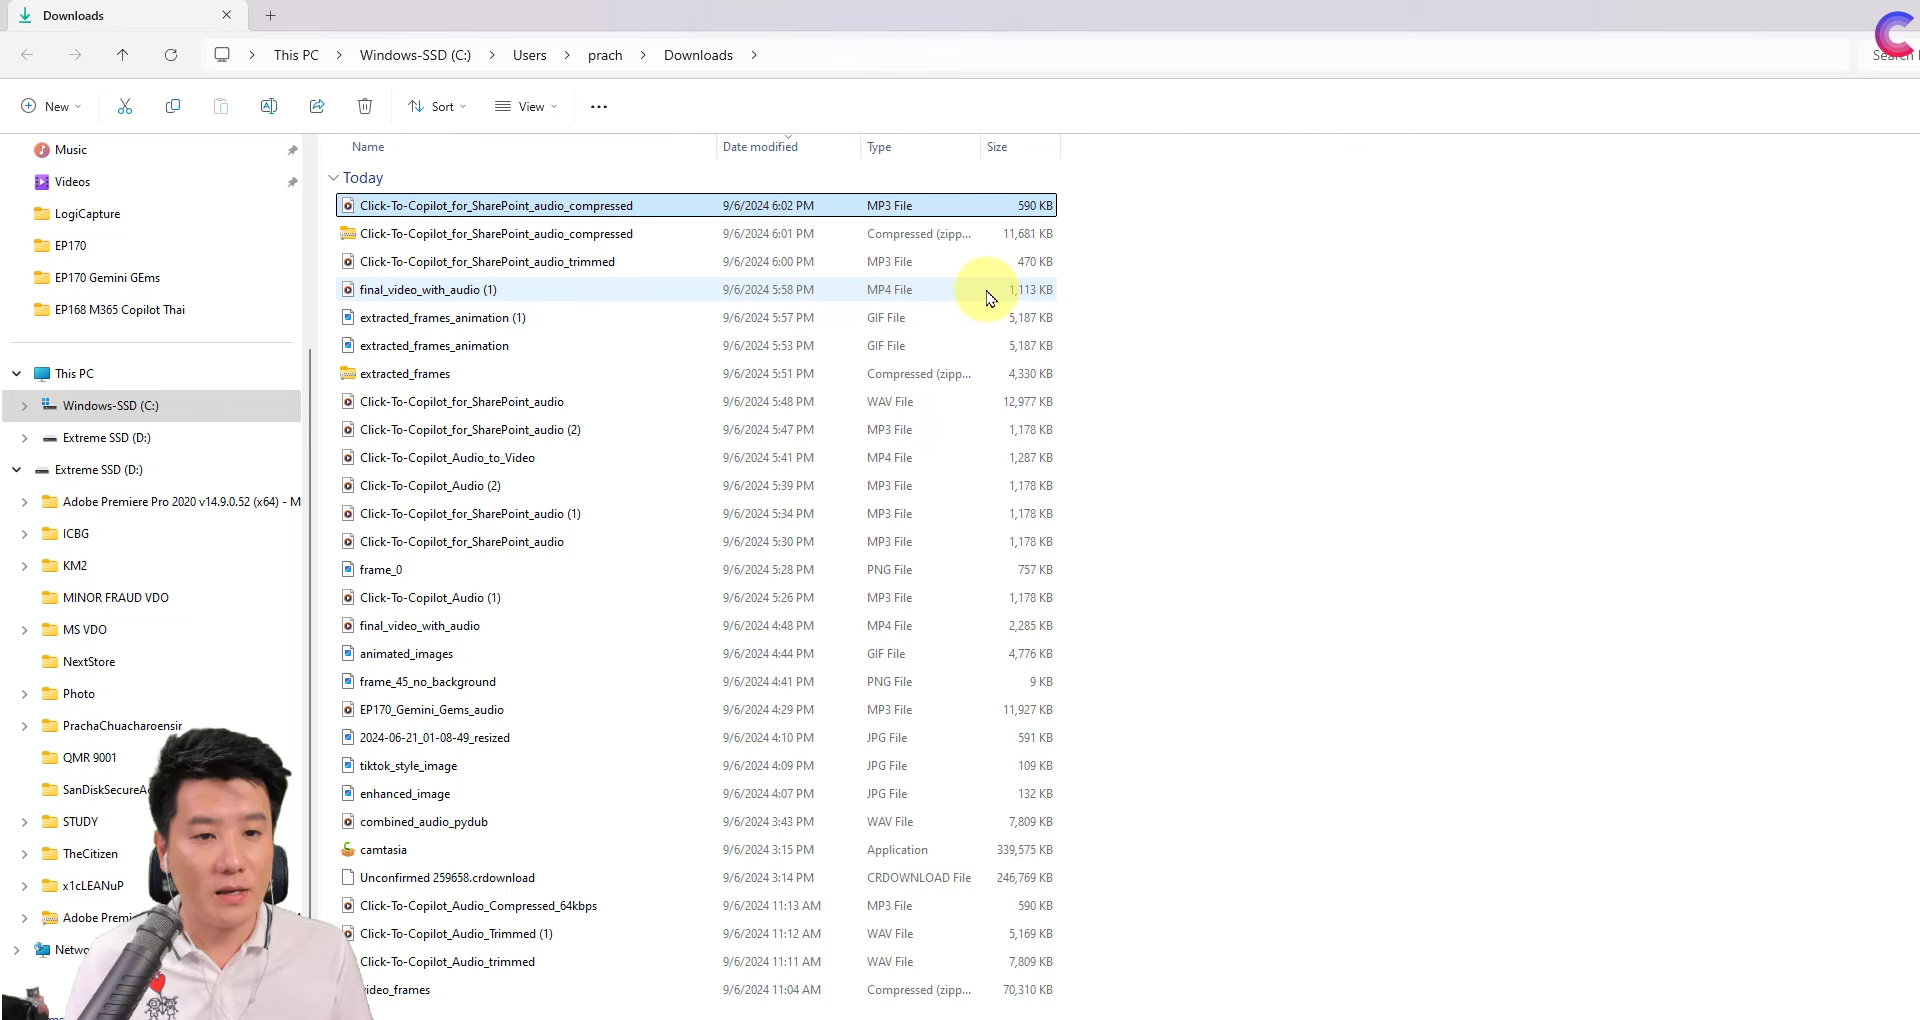 Downloads
This PC > Windows-SSD (C:) > Users > prach > Downloads >
Search
New
Sort
View
Music
Videos
LogiCapture
EP170
EP170 Gemini GEms
EP168 M365 Copilot Thai
This PC
Windows-SSD (C:)
Extreme SSD (D:)
Extreme SSD (D:)
Adobe Premiere Pro 2020 v14.9.0.52 (x64) - M
ICBG
KM2
MINOR FRAUD VDO
MS VDO
NextStore
Photo
PrachaChuacharoensir
QMR 9001
SanDiskSecureAc
STUDY
TheCitizen
x1cLEANuP
Adobe Premi
Netwo
Name Date modified Type Size
Today
Click-To-Copilot_for_SharePoint_audio_compressed 9/6/2024 6:02 PM MP3 File 590 KB
Click-To-Copilot_for_SharePoint_audio_compressed 9/6/2024 6:01 PM Compressed (zipp... 11,681 KB
Click-To-Copilot_for_SharePoint_audio_trimmed 9/6/2024 6:00 PM MP3 File 470 KB
final_video_with_audio (1) 9/6/2024 5:58 PM MP4 File 1,113 KB
extracted_frames_animation (1) 9/6/2024 5:57 PM GIF File 5,187 KB
extracted_frames_animation 9/6/2024 5:53 PM GIF File 5,187 KB
extracted_frames 9/6/2024 5:51 PM Compressed (zipp... 4,330 KB
Click-To-Copilot_for_SharePoint_audio 9/6/2024 5:48 PM WAV File 12,977 KB
Click-To-Copilot_for_SharePoint_audio (2) 9/6/2024 5:47 PM MP3 File 1,178 KB
Click-To-Copilot_Audio_to_Video 9/6/2024 5:41 PM MP4 File 1,287 KB
Click-To-Copilot_Audio (2) 9/6/2024 5:39 PM MP3 File 1,178 KB
Click-To-Copilot_for_SharePoint_audio (1) 9/6/2024 5:34 PM MP3 File 1,178 KB
Click-To-Copilot_for_SharePoint_audio 9/6/2024 5:30 PM MP3 File 1,178 KB
frame_0 9/6/2024 5:28 PM PNG File 757 KB
Click-To-Copilot_Audio (1) 9/6/2024 5:26 PM MP3 File 1,178 KB
final_video_with_audio 9/6/2024 4:48 PM MP4 File 2,285 KB
animated_images 9/6/2024 4:44 PM GIF File 4,776 KB
frame_45_no_background 9/6/2024 4:41 PM PNG File 9 KB
EP170_Gemini_Gems_audio 9/6/2024 4:29 PM MP3 File 11,927 KB
2024-06-21_01-08-49_resized 9/6/2024 4:10 PM JPG File 591 KB
tiktok_style_image 9/6/2024 4:09 PM JPG File 109 KB
enhanced_image 9/6/2024 4:07 PM JPG File 132 KB
combined_audio_pydub 9/6/2024 3:43 PM WAV File 7,809 KB
camtasia 9/6/2024 3:15 PM Application 339,575 KB
Unconfirmed 259658.crdownload 9/6/2024 3:14 PM CRDOWNLOAD File 246,769 KB
Click-To-Copilot_Audio_Compressed_64kbps 9/6/2024 11:13 AM MP3 File 590 KB
Click-To-Copilot_Audio_Trimmed (1) 9/6/2024 11:12 AM WAV File 5,169 KB
Click-To-Copilot_Audio_trimmed 9/6/2024 11:11 AM WAV File 7,809 KB
video_frames 9/6/2024 11:04 AM Compressed (zipp... 70,310 KB